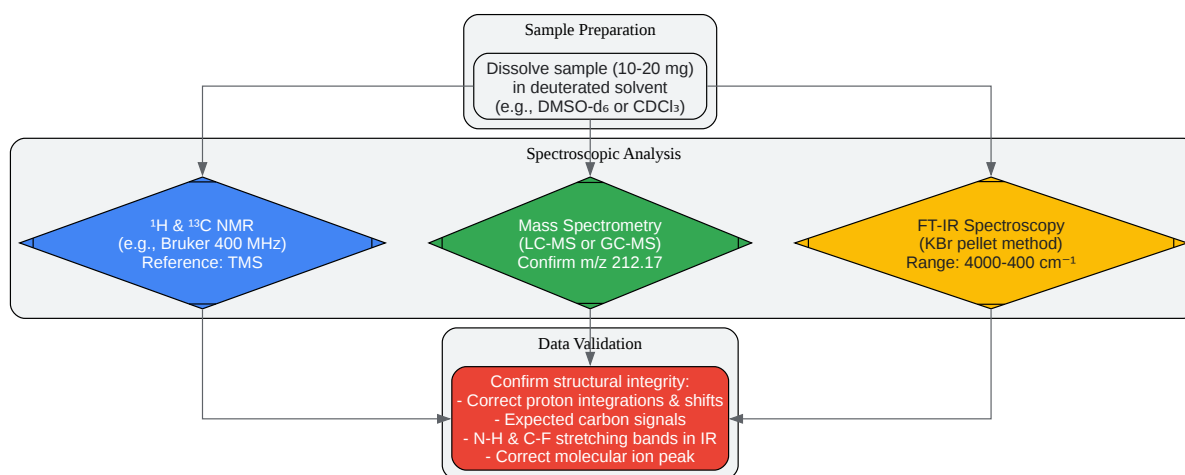 Sample Preparation
Dissolve sample (10-20 mg)
in deuterated solvent
(e.g., DMSO-d₆ or CDCl₃)
Spectroscopic Analysis
¹H & ¹³C NMR
(e.g., Bruker 400 MHz)
Reference: TMS
Mass Spectrometry
(LC-MS or GC-MS)
Confirm m/z 212.17
FT-IR Spectroscopy
(KBr pellet method)
Range: 4000-400 cm⁻¹
Data Validation
Confirm structural integrity:
- Correct proton integrations & shifts
- Expected carbon signals
- N-H & C-F stretching bands in IR
- Correct molecular ion peak